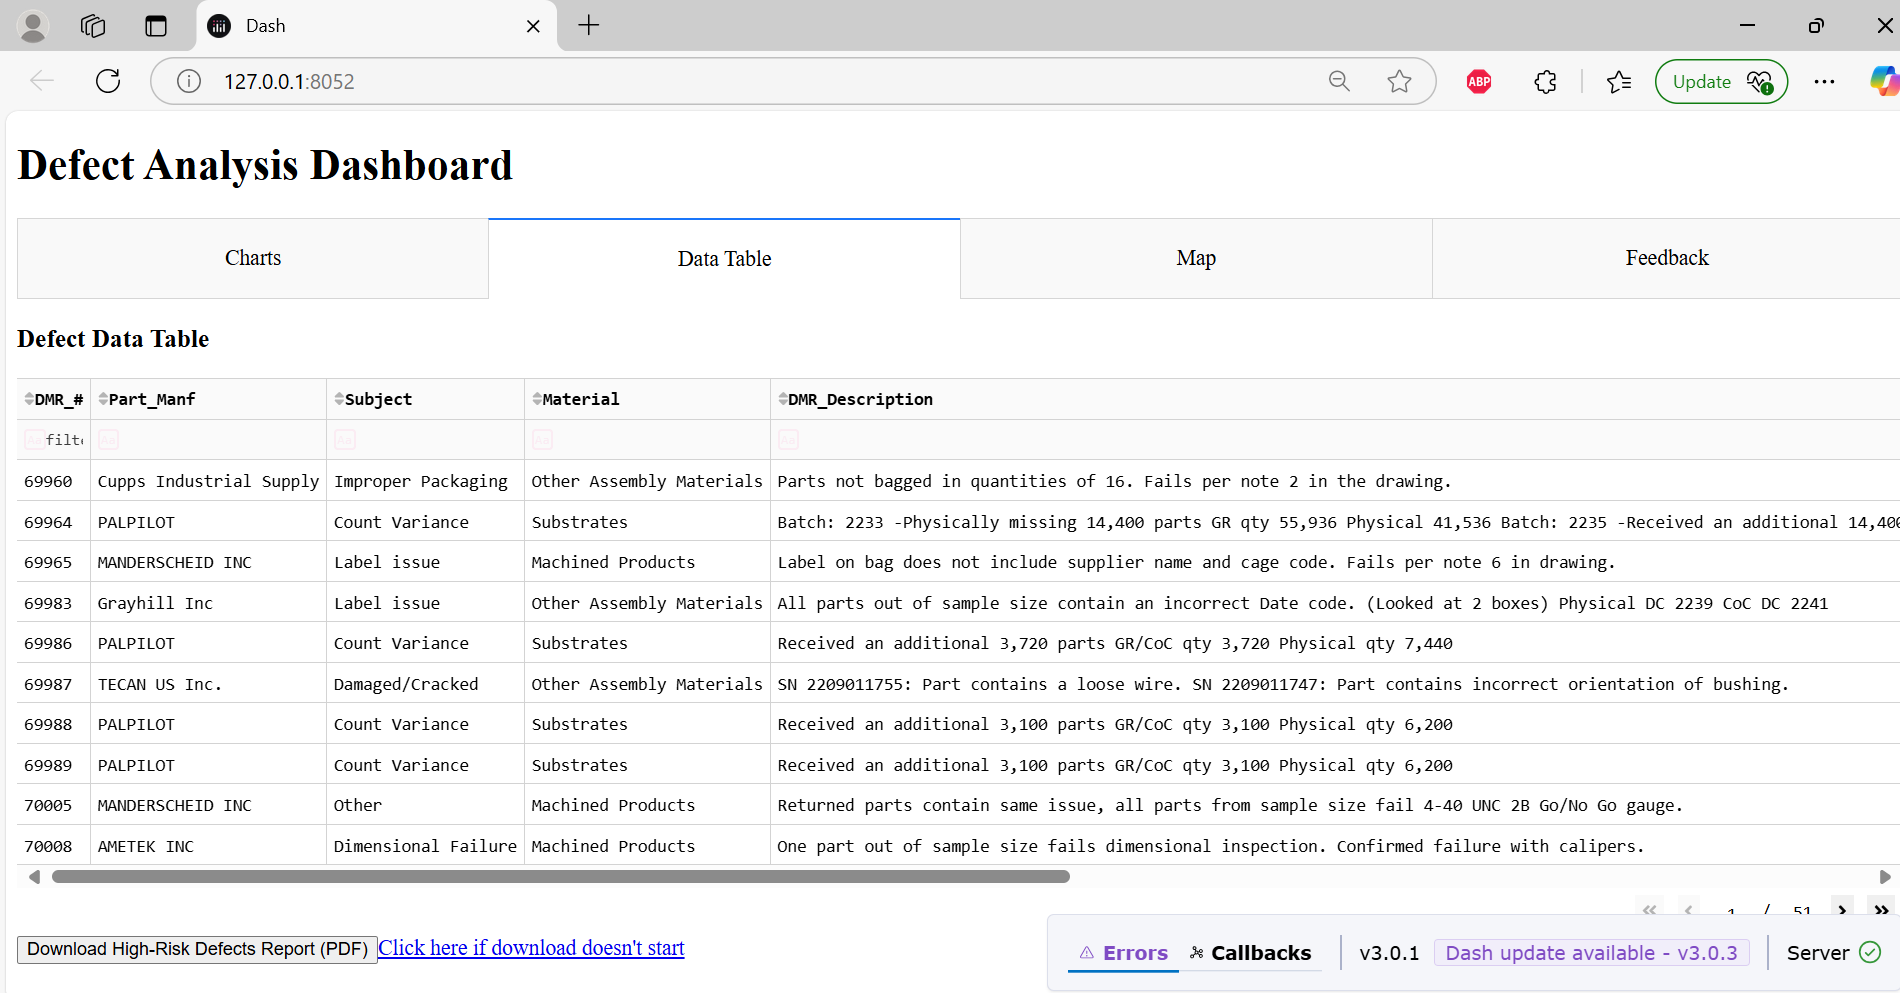 Dash
127.0.0.1:8052
ABP
Update
Defect Analysis Dashboard
Charts
Data Table
Map
Feedback
Defect Data Table
DMR_# Part_Manf Subject Material DMR_Description
Aa filte Aa Aa Aa Aa
69960 Cupps Industrial Supply Improper Packaging Other Assembly Materials Parts not bagged in quantities of 16. Fails per note 2 in the drawing.
69964 PALPILOT Count Variance Substrates Batch: 2233 -Physically missing 14,400 parts GR qty 55,936 Physical 41,536 Batch: 2235 -Received an additional 14,400
69965 MANDERSCHEID INC Label issue Machined Products Label on bag does not include supplier name and cage code. Fails per note 6 in drawing.
69983 Grayhill Inc Label issue Other Assembly Materials All parts out of sample size contain an incorrect Date code. (Looked at 2 boxes) Physical DC 2239 CoC DC 2241
69986 PALPILOT Count Variance Substrates Received an additional 3,720 parts GR/CoC qty 3,720 Physical qty 7,440
69987 TECAN US Inc. Damaged/Cracked Other Assembly Materials SN 2209011755: Part contains a loose wire. SN 2209011747: Part contains incorrect orientation of bushing.
69988 PALPILOT Count Variance Substrates Received an additional 3,100 parts GR/CoC qty 3,100 Physical qty 6,200
69989 PALPILOT Count Variance Substrates Received an additional 3,100 parts GR/CoC qty 3,100 Physical qty 6,200
70005 MANDERSCHEID INC Other Machined Products Returned parts contain same issue, all parts from sample size fail 4-40 UNC 2B Go/No Go gauge.
70008 AMETEK INC Dimensional Failure Machined Products One part out of sample size fails dimensional inspection. Confirmed failure with calipers.
1 / 51
Download High-Risk Defects Report (PDF) Click here if download doesn't start
Errors Callbacks v3.0.1 Dash update available - v3.0.3 Server